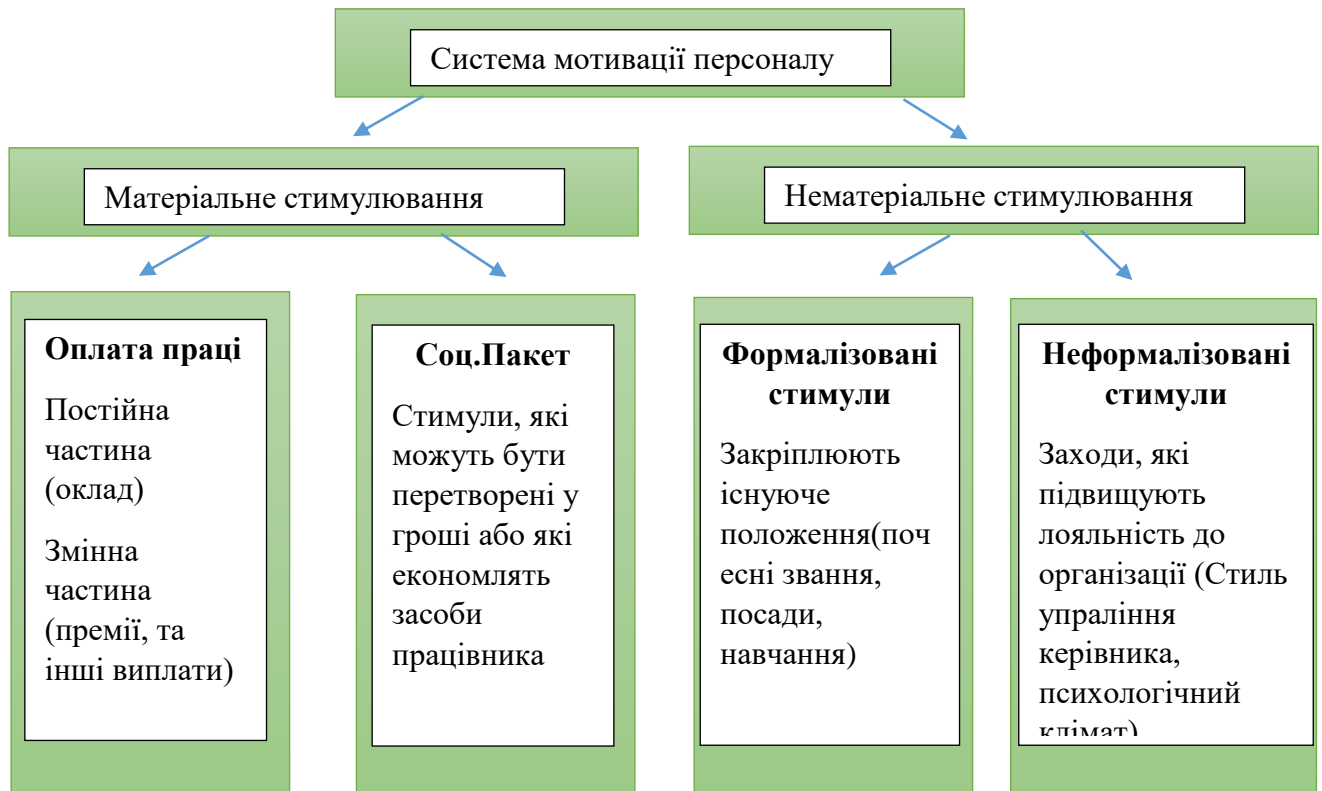 Система мотивації персоналу
Матеріальне стимулювання
Нематеріальне стимулювання
Оплата праці
Постійна
частина
(оклад)
Змінна
частина
(премії, та
інші виплати)
Соц.Пакет
Стимули, які
можуть бути
перетворені у
гроші або які
економлять
засоби
працівника
Формалізовані
стимули
Закріплюють
існуюче
положення(поч
есні звання,
посади,
навчання)
Неформалізовані
стимули
Заходи, які
підвищують
лояльність до
організації (Стиль
упраління
керівника,
психологічний
клімат)